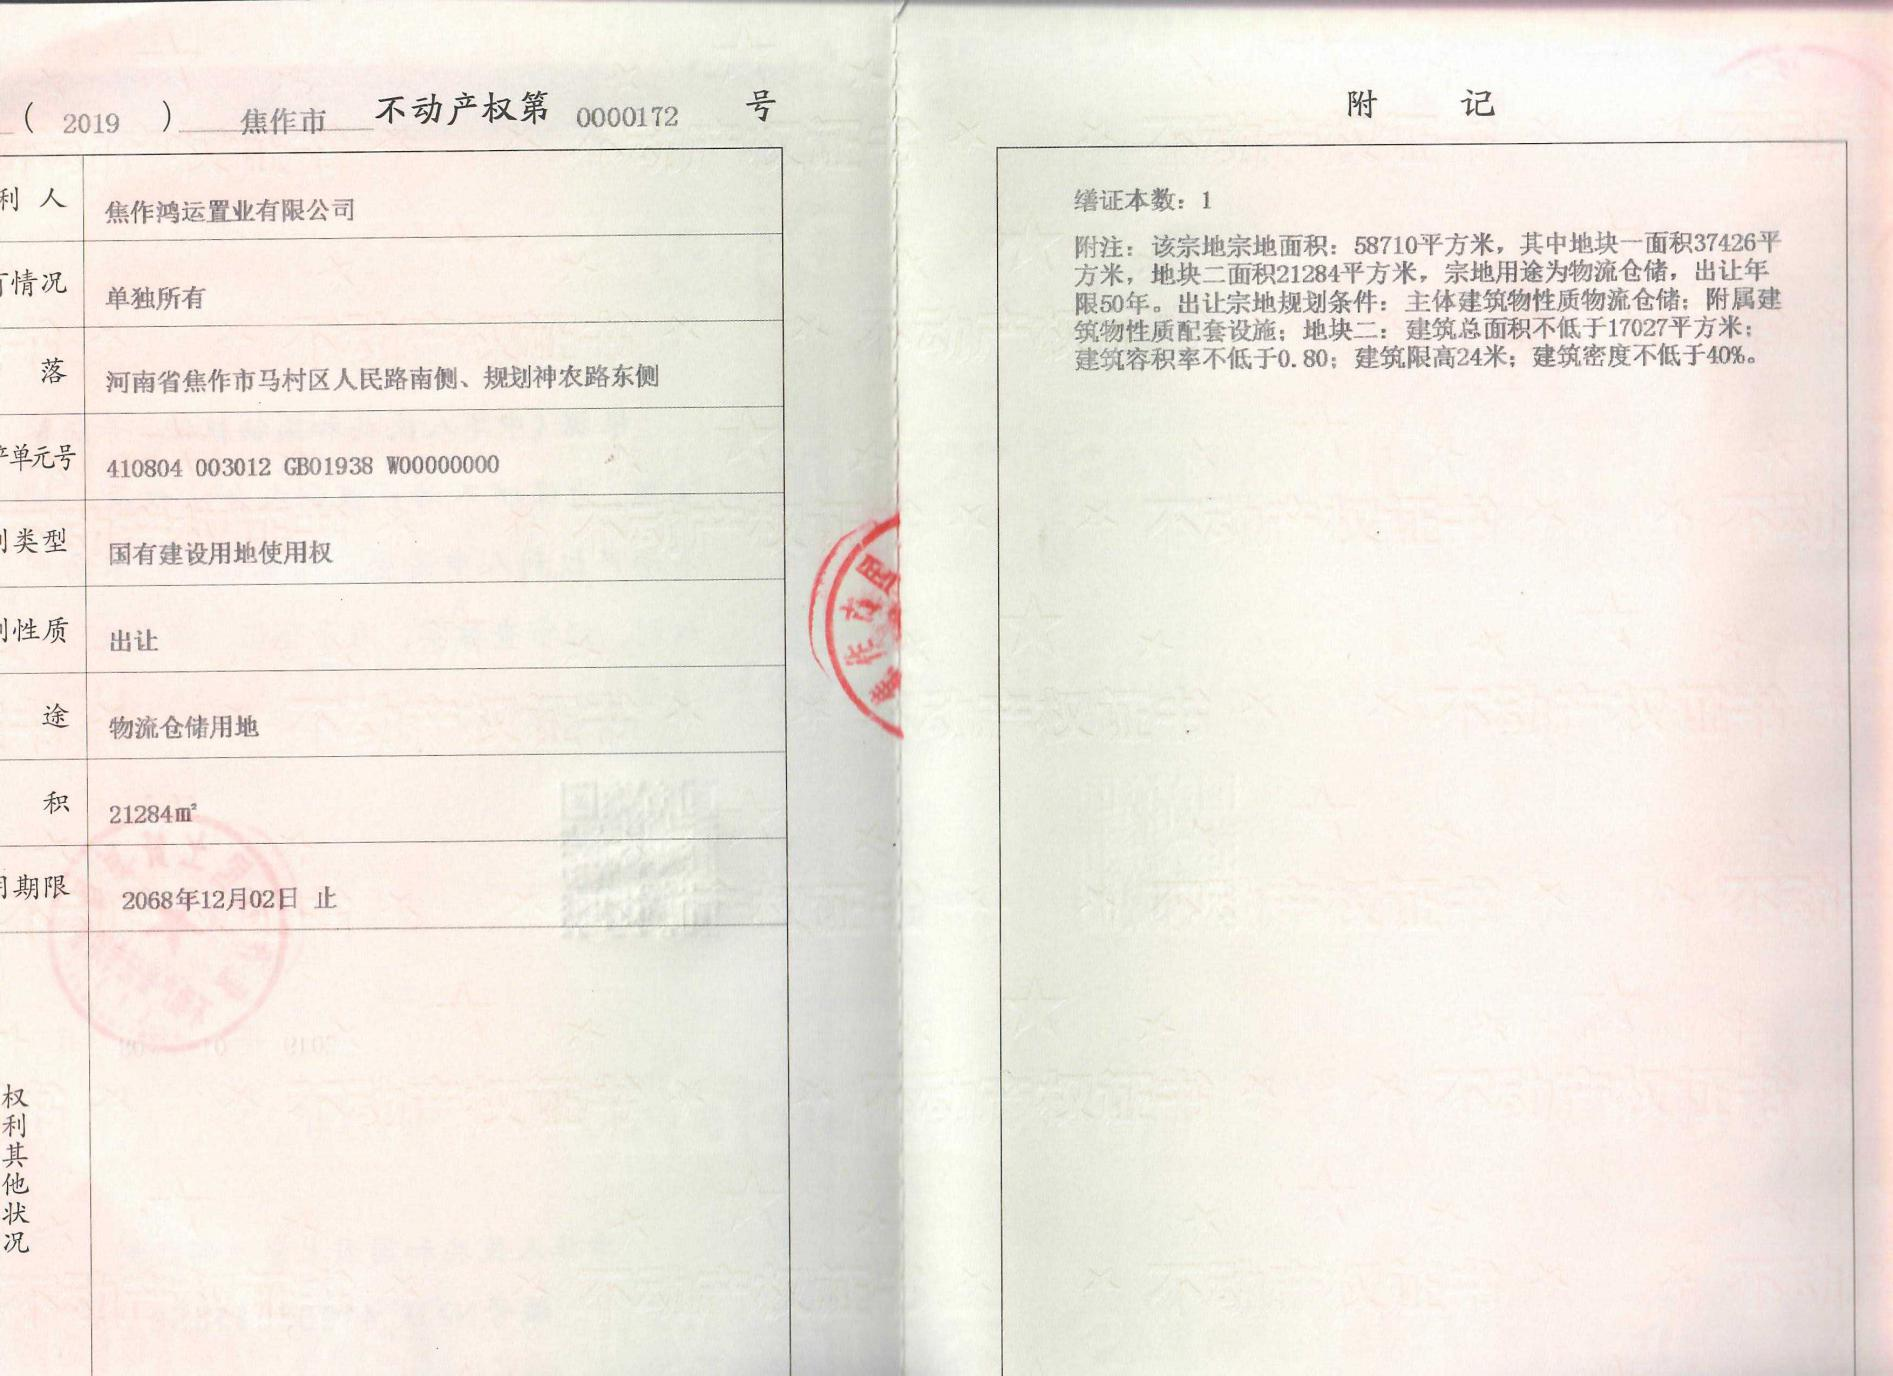 ( 2019 ) 焦作市 不动产权第 0000172 号
利 人 焦作鸿运置业有限公司
情况 单独所有
落 河南省焦作市马村区人民路南侧、规划神农路东侧
单元号 410804 003012 GB01938 W00000000
类型 国有建设用地使用权
性质 出让
途 物流仓储用地
积 21284㎡
期限 2068年12月02日 止
权
利
其
他
状
况
附 记
缮证本数：1
附注：该宗地宗地面积：58710平方米，其中地块一面积37426平
方米，地块二面积21284平方米，宗地用途为物流仓储，出让年
限50年。出让宗地规划条件：主体建筑物性质物流仓储；附属建
筑物性质配套设施；地块二：建筑总面积不低于17027平方米；
建筑容积率不低于0.80；建筑限高24米；建筑密度不低于40%。